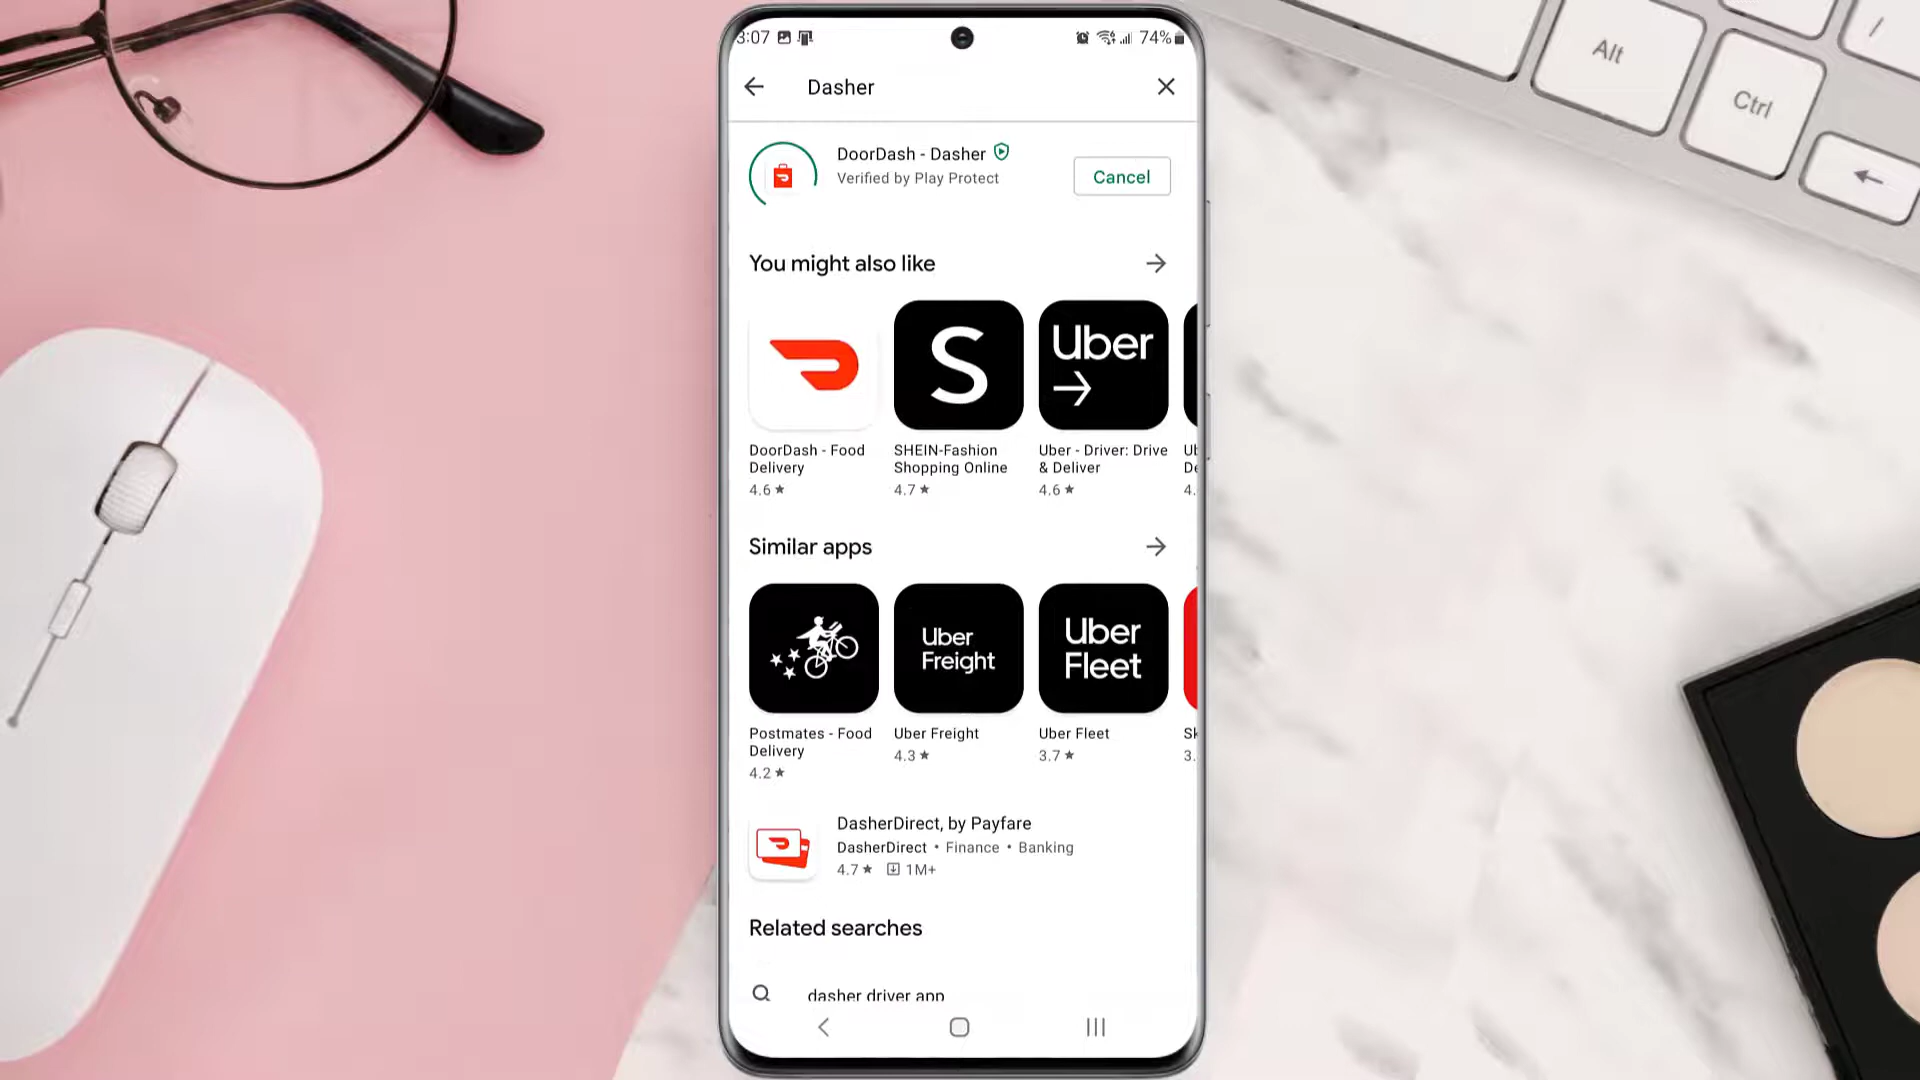 Alt
Ctrl
/
3:07
74%
Dasher
DoorDash - Dasher
Verified by Play Protect
Cancel
You might also like
S
Uber
DoorDash - Food
Delivery
4.6 ★
SHEIN-Fashion
Shopping Online
4.7 ★
Uber - Driver: Drive
& Deliver
4.6 ★
Similar apps
Uber
Freight
Uber
Fleet
Postmates - Food
Delivery
4.2 ★
Uber Freight
4.3 ★
Uber Fleet
3.7 ★
DasherDirect, by Payfare
DasherDirect • Finance • Banking
4.7 ★ 1M+
Related searches
dasher driver app